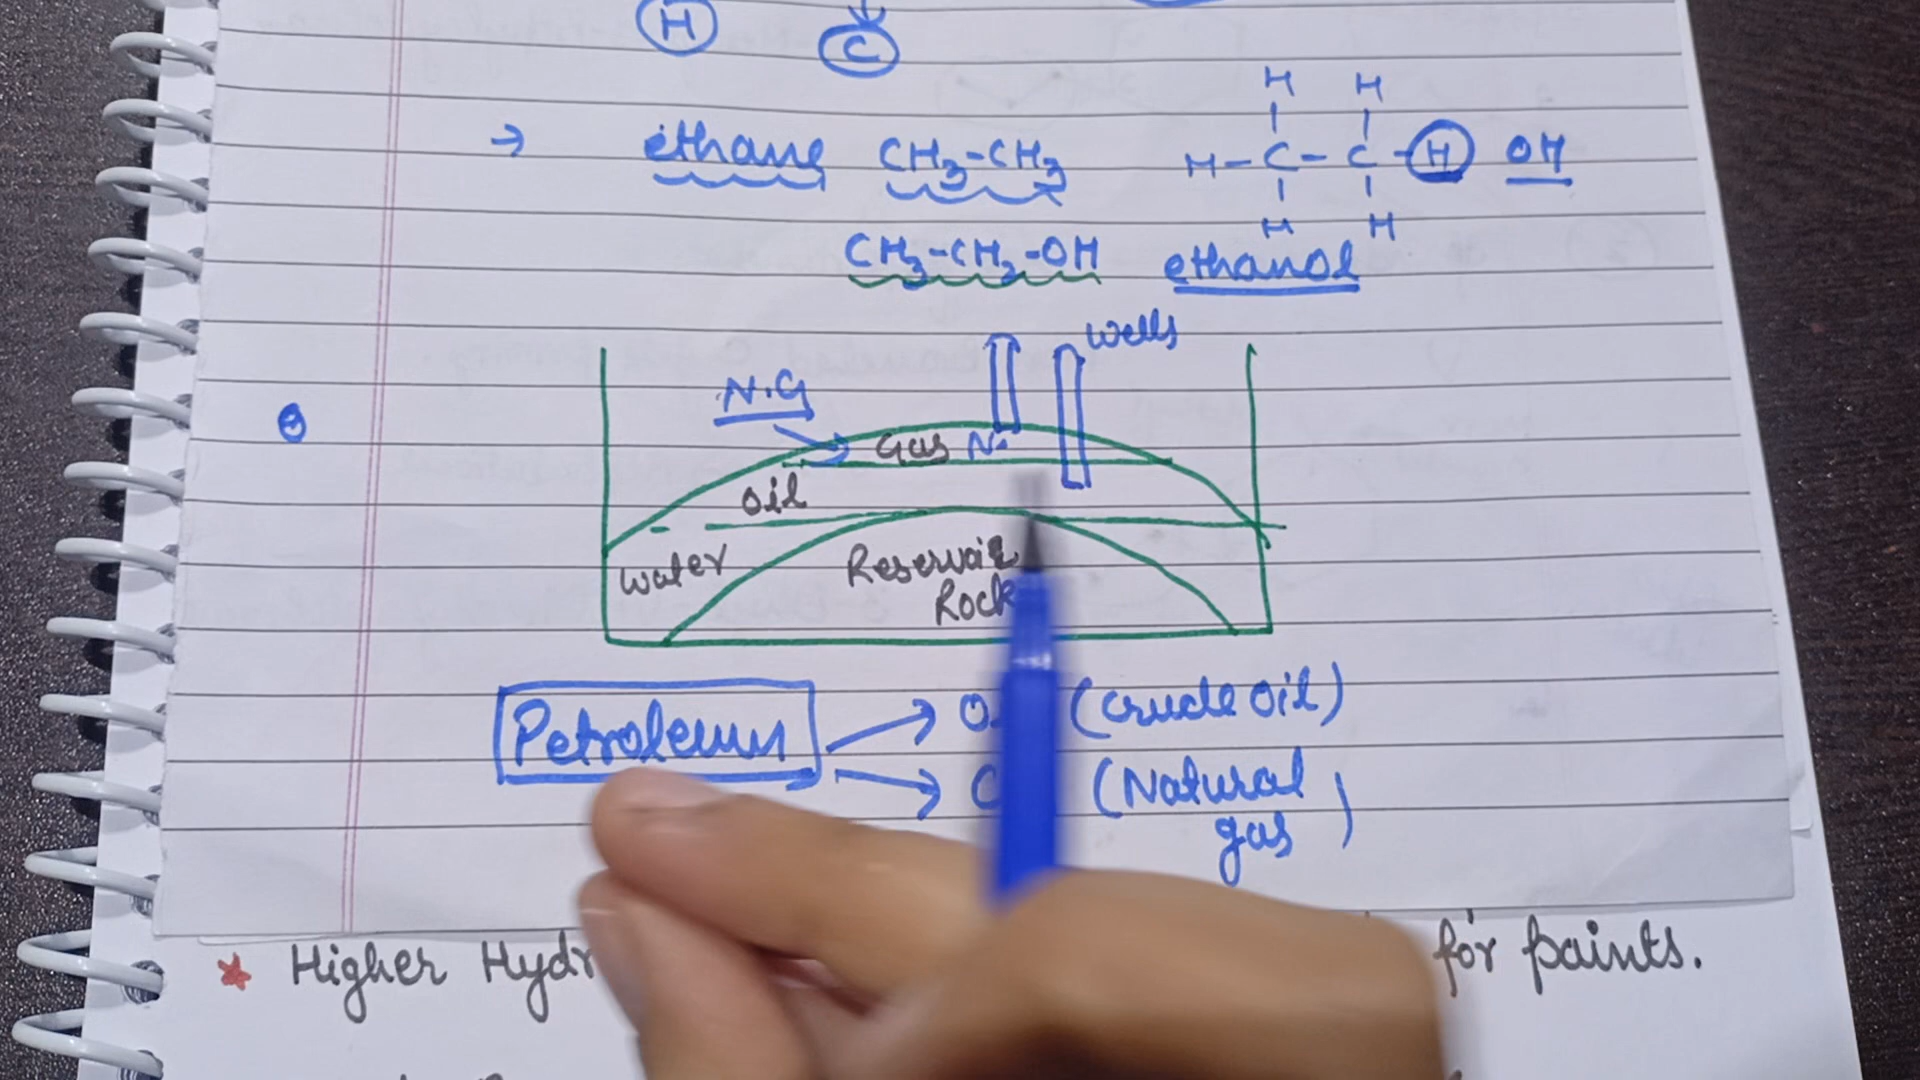 H C
H H
→ ethane CH3-CH3 H-C-C-H OH
H H
CH3-CH2-OH ethanol
wells
N.G
Gas
oil
water Reservoir
Rock
Petroleum → (crude oil)
→ (Natural
gas)
★ Higher for paints.